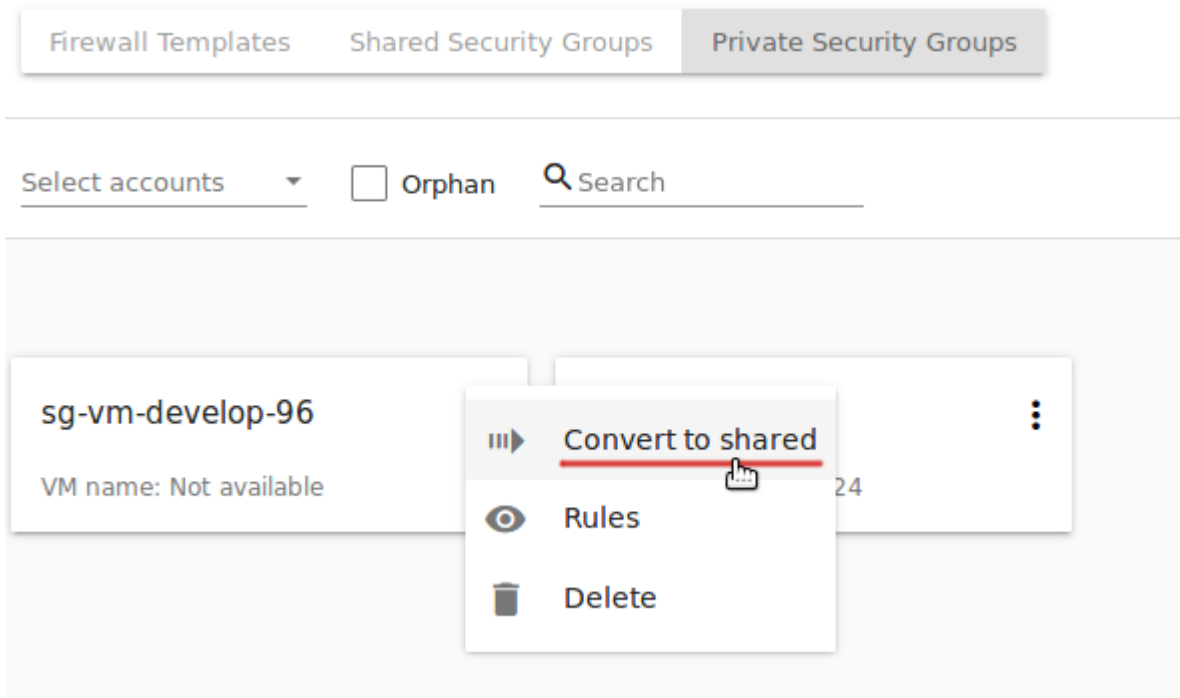 Firewall Templates Shared Security Groups Private Security Groups
Select accounts Orphan Search
sg-vm-develop-96
VM name: Not available
24
Convert to shared
Rules
Delete